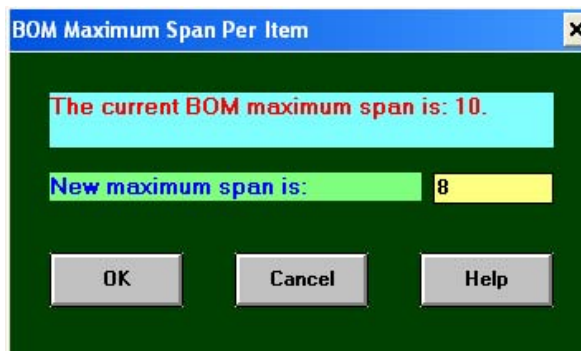 BOM Maximum Span Per Item
The current BOM maximum span is: 10.
New maximum span is: 8
OK Cancel Help